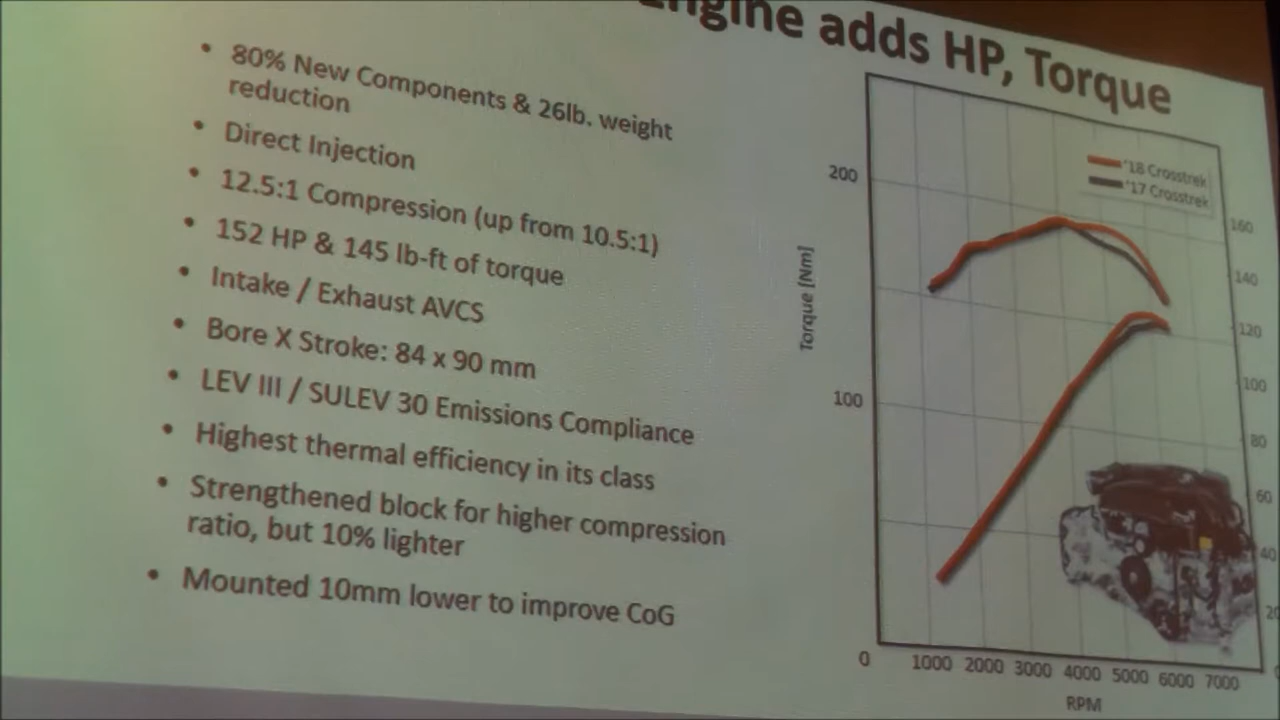 Engine adds HP, Torque
• 80% New Components & 26lb. weight
reduction
• Direct Injection
• 12.5:1 Compression (up from 10.5:1)
• 152 HP & 145 lb-ft of torque
• Intake / Exhaust AVCS
• Bore X Stroke: 84 x 90 mm
• LEV III / SULEV 30 Emissions Compliance
• Highest thermal efficiency in its class
• Strengthened block for higher compression
ratio, but 10% lighter
• Mounted 10mm lower to improve CoG
'18 Crosstrek
'17 Crosstrek
Torque [Nm]
200
100
0
160
140
120
100
80
60
40
20
1000 2000 3000 4000 5000 6000 7000
RPM